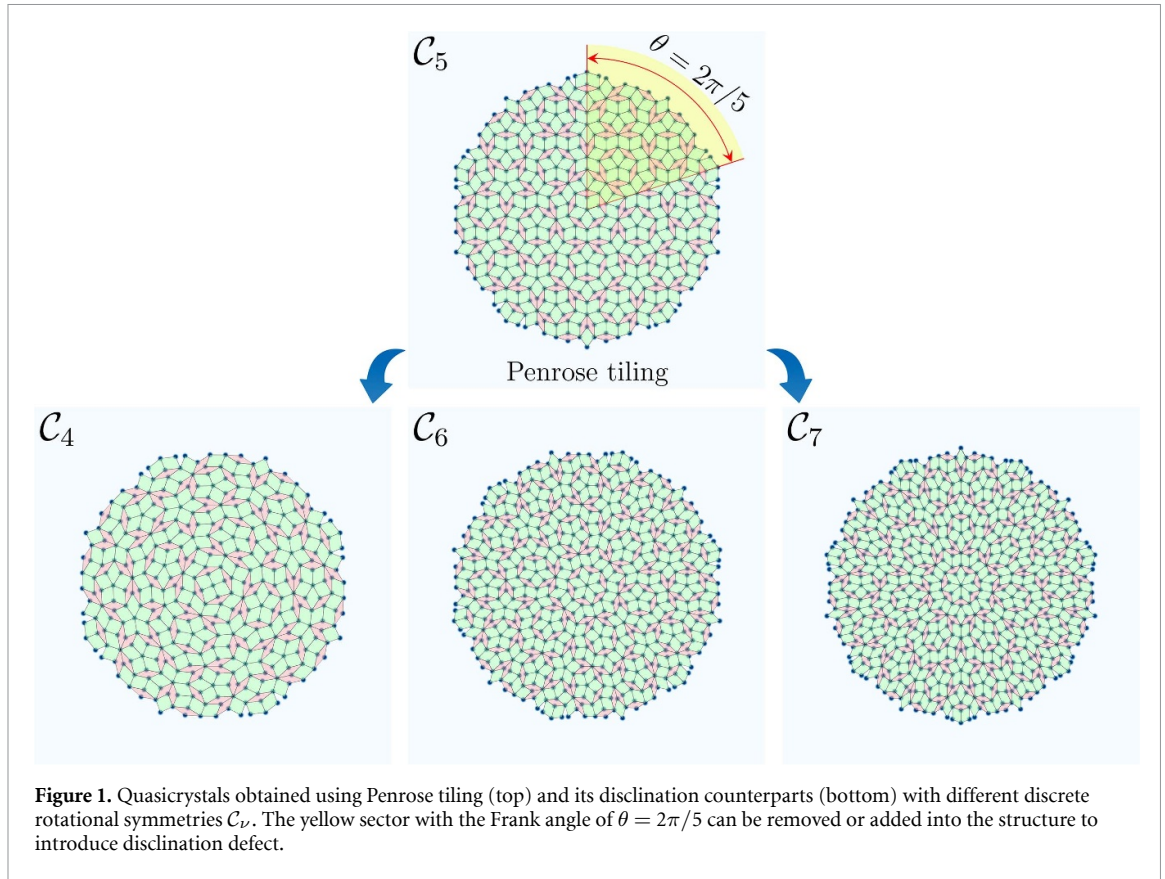 C₅
θ = 2π/5
Penrose tiling
C₄
C₆
C₇
Figure 1. Quasicrystals obtained using Penrose tiling (top) and its disclination counterparts (bottom) with different discrete
rotational symmetries Cν. The yellow sector with the Frank angle of θ = 2π/5 can be removed or added into the structure to
introduce disclination defect.